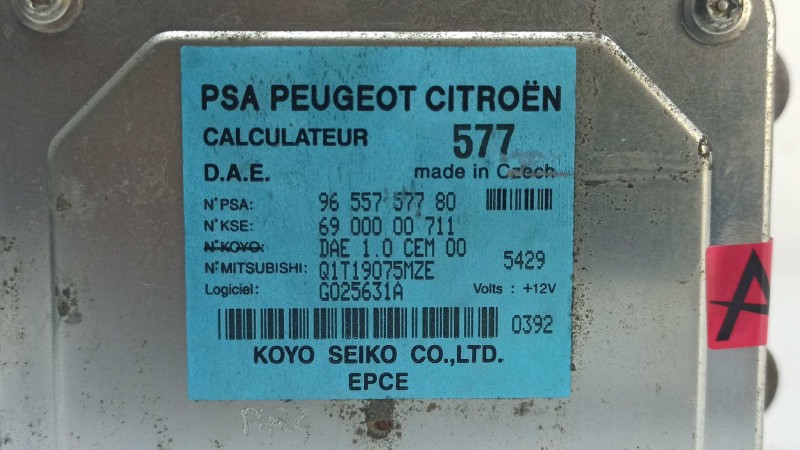 PSA PEUGEOT CITROËN
CALCULATEUR 577
D.A.E. made in Czech
N° PSA: 96 557 577 80
N° KSE: 69 000 00 711
N° KOYO: DAE 1.0 CEM 00
N° MITSUBISHI: Q1T19075MZE 5429
Logiciel: G025631A Volts : +12V
0392
KOYO SEIKO CO.,LTD.
EPCE
A